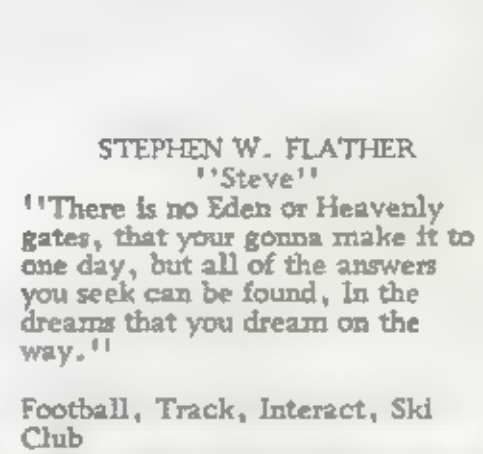 STEPHEN W. FLATHER
''Steve''
''There is no Eden or Heavenly
gates, that your gonna make it to
one day, but all of the answers
you seek can be found, in the
dreams that you dream on the
way.''
Football, Track, Interact, Ski
Club